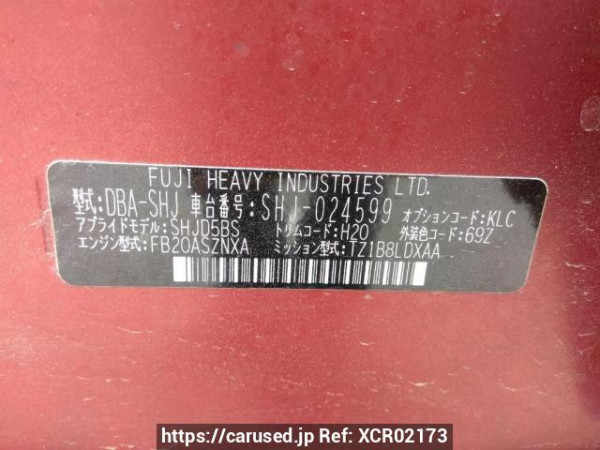 FUJI HEAVY INDUSTRIES LTD.
型式:DBA-SHJ 車台番号:SHJ-024599 オプションコード:KLC
アプライドモデル:SHJD5BS トリムコード:H20 外装色コード:69Z
エンジン型式:FB20ASZNXA ミッション型式:TZ1B8LDXAA
https://carused.jp Ref: XCR02173